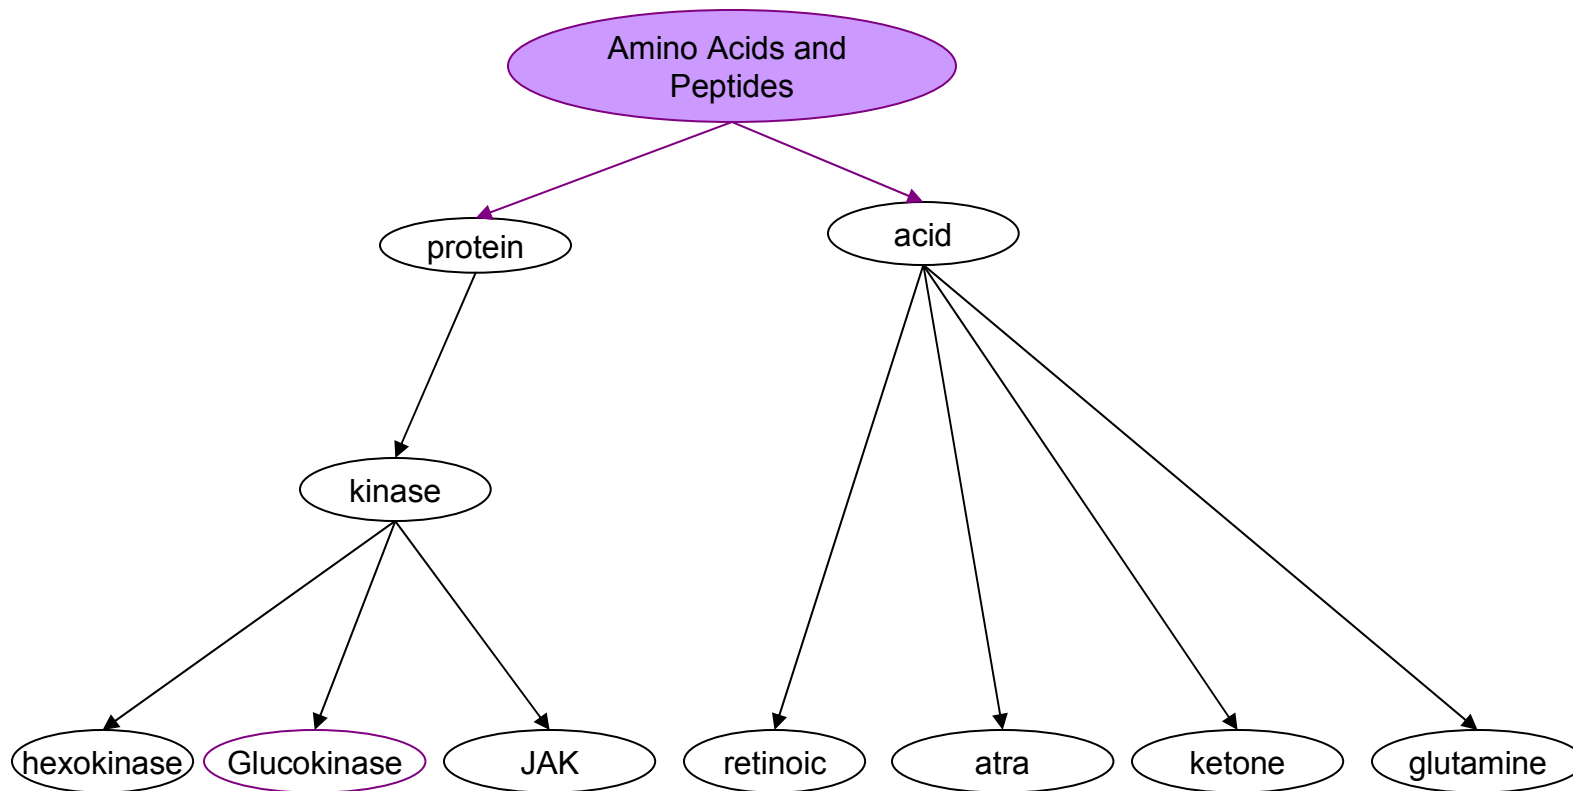 Amino Acids and
Peptides
protein
acid
kinase
hexokinase
Glucokinase
JAK
retinoic
atra
ketone
glutamine